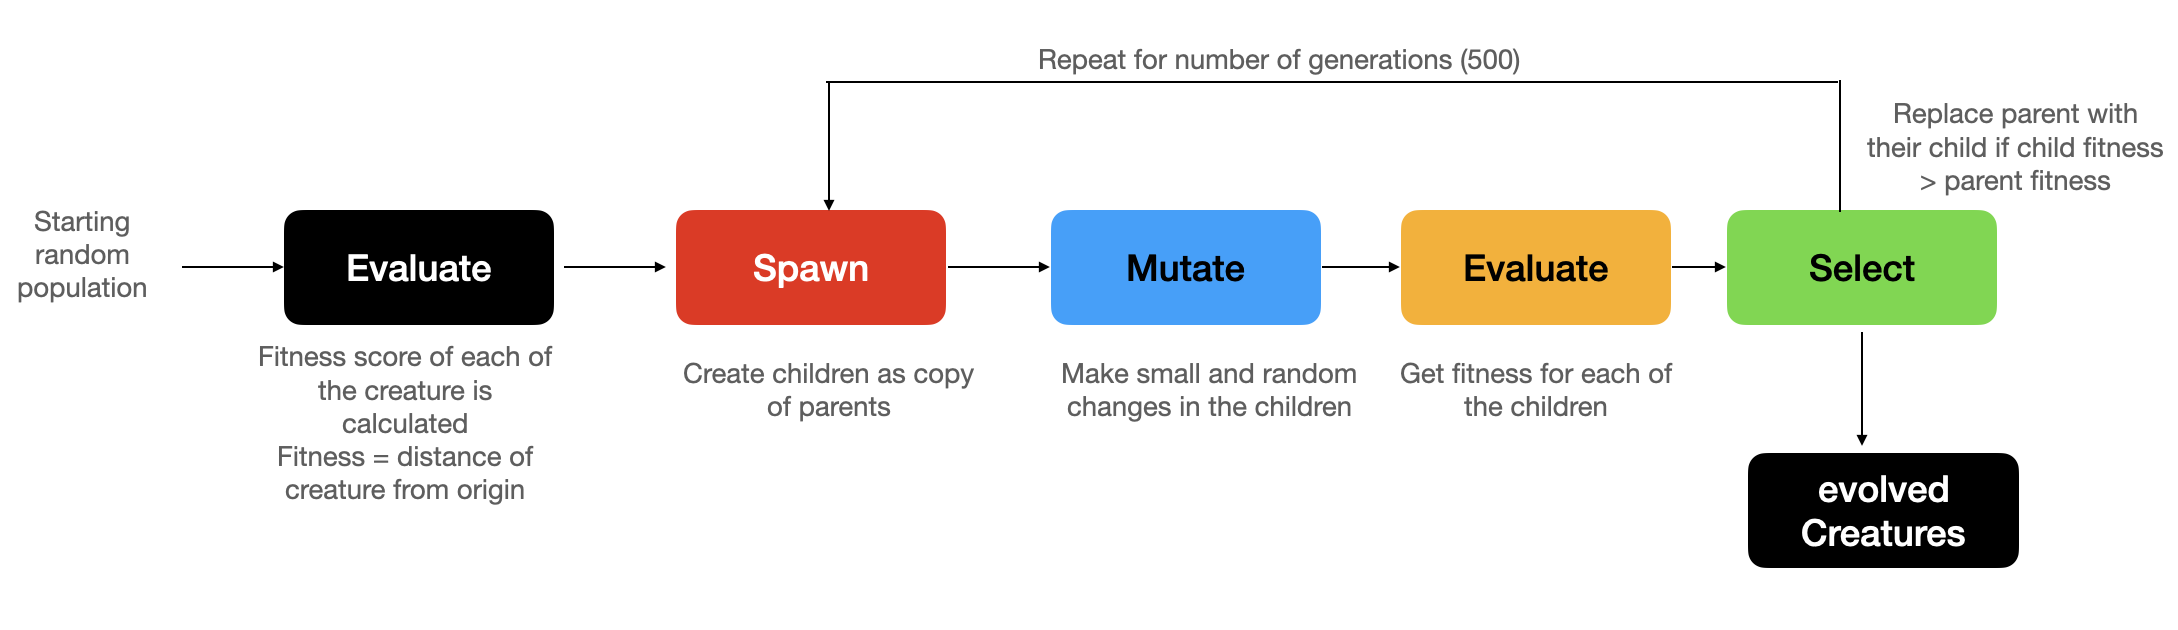 Repeat for number of generations (500)
Replace parent with
their child if child fitness
> parent fitness
Starting
random
population
Evaluate
Spawn
Mutate
Evaluate
Select
Fitness score of each of
the creature is
calculated
Fitness = distance of
creature from origin
Create children as copy
of parents
Make small and random
changes in the children
Get fitness for each of
the children
evolved
Creatures